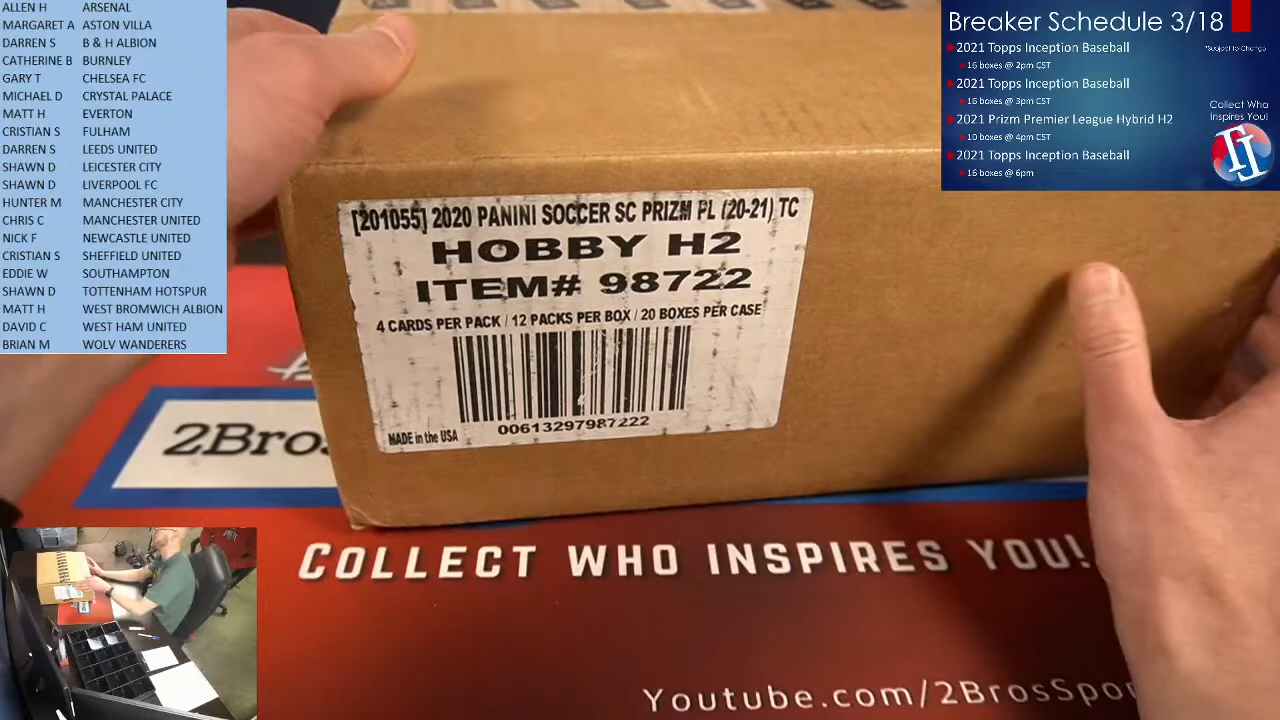 ALLEN H ARSENAL
MARGARET A ASTON VILLA
DARREN S B & H ALBION
CATHERINE B BURNLEY
GARY T CHELSEA FC
MICHAEL D CRYSTAL PALACE
MATT H EVERTON
CRISTIAN S FULHAM
DARREN S LEEDS UNITED
SHAWN D LEICESTER CITY
SHAWN D LIVERPOOL FC
HUNTER M MANCHESTER CITY
CHRIS C MANCHESTER UNITED
NICK F NEWCASTLE UNITED
CRISTIAN S SHEFFIELD UNITED
EDDIE W SOUTHAMPTON
SHAWN D TOTTENHAM HOTSPUR
MATT H WEST BROMWICH ALBION
DAVID C WEST HAM UNITED
BRIAN M WOLV WANDERERS
Breaker Schedule 3/18
*Subject to Change
2021 Topps Inception Baseball
16 boxes @ 2pm CST
2021 Topps Inception Baseball
16 boxes @ 3pm CST
2021 Prizm Premier League Hybrid H2
10 boxes @ 4pm CST
2021 Topps Inception Baseball
16 boxes @ 6pm
Collect Who
Inspires You!
[201055] 2020 PANINI SOCCER SC PRIZM PL (20-21) TC
HOBBY H2
ITEM# 98722
4 CARDS PER PACK / 12 PACKS PER BOX / 20 BOXES PER CASE
00613297987222
MADE in the USA
2Bros
COLLECT WHO INSPIRES YOU!
Youtube.com/2BrosSpo